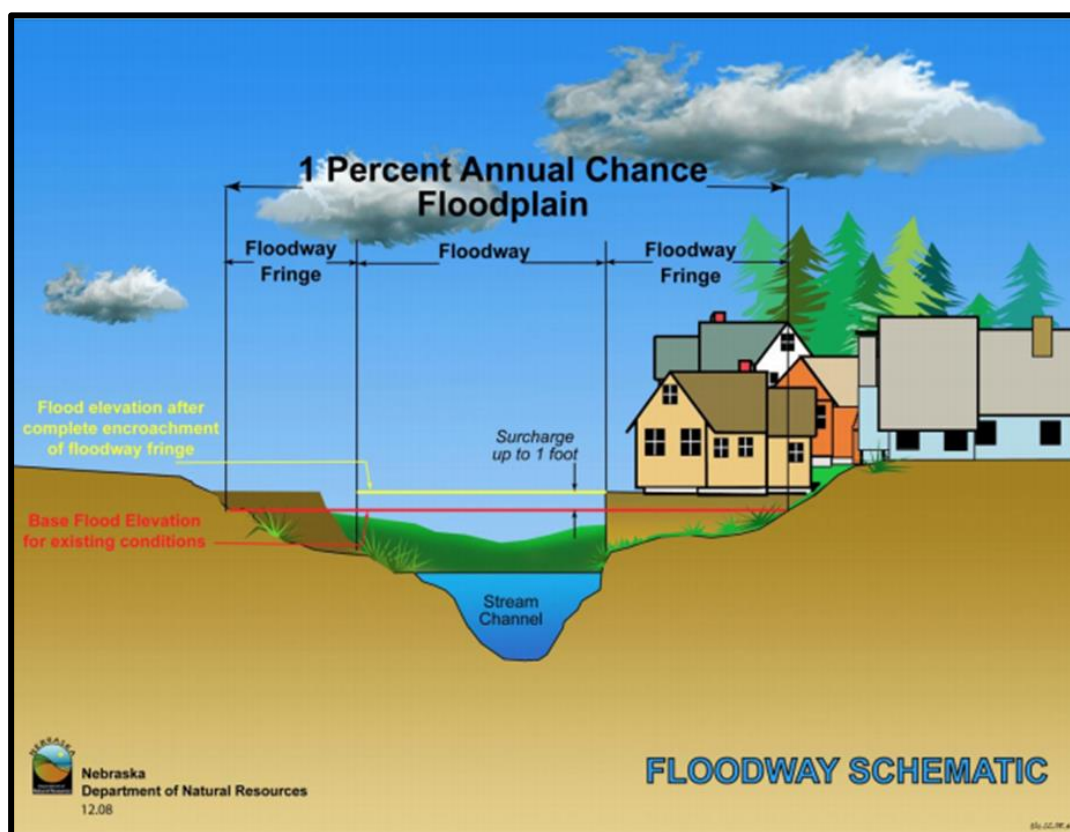 1 Percent Annual Chance
Floodplain
Floodway
Fringe
Floodway
Floodway
Fringe
Flood elevation after
complete encroachment
of floodway fringe
Surcharge
up to 1 foot
Base Flood Elevation
for existing conditions
Stream
Channel
NEBRASKA
Nebraska
Department of Natural Resources
12.08
FLOODWAY SCHEMATIC